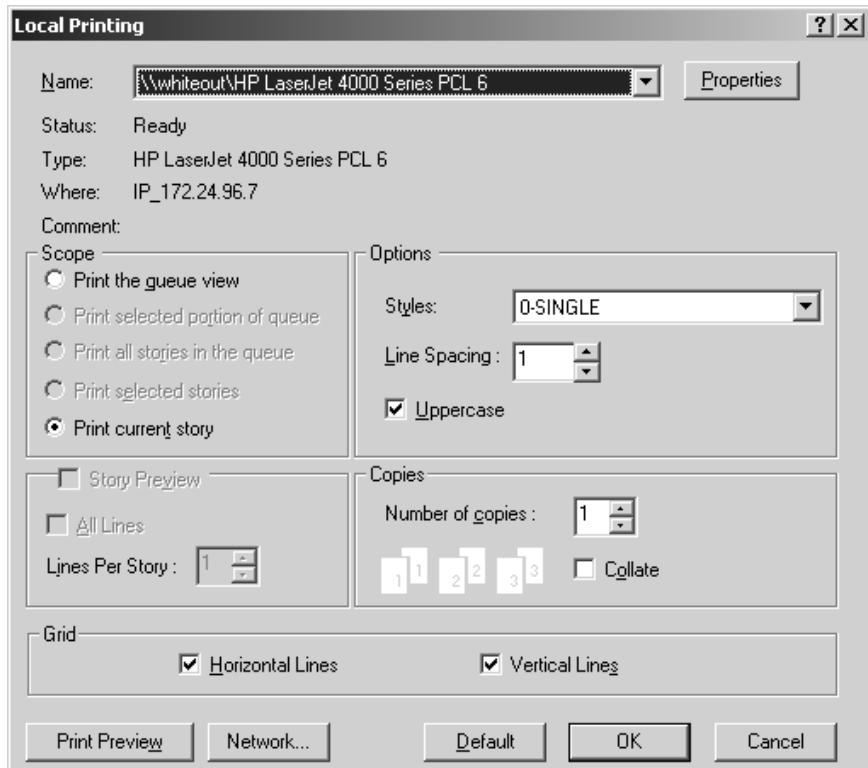 Local Printing
Name: \\whiteout\HP LaserJet 4000 Series PCL 6 Properties
Status: Ready
Type: HP LaserJet 4000 Series PCL 6
Where: IP_172.24.96.7
Comment:
Scope
Print the queue view
Print selected portion of queue
Print all stories in the queue
Print selected stories
Print current story
Options
Styles: 0-SINGLE
Line Spacing : 1
Uppercase
Story Preview
All Lines
Lines Per Story : 1
Copies
Number of copies : 1
1 1 2 2 3 3 Collate
Grid
Horizontal Lines Vertical Lines
Print Preview Network... Default OK Cancel